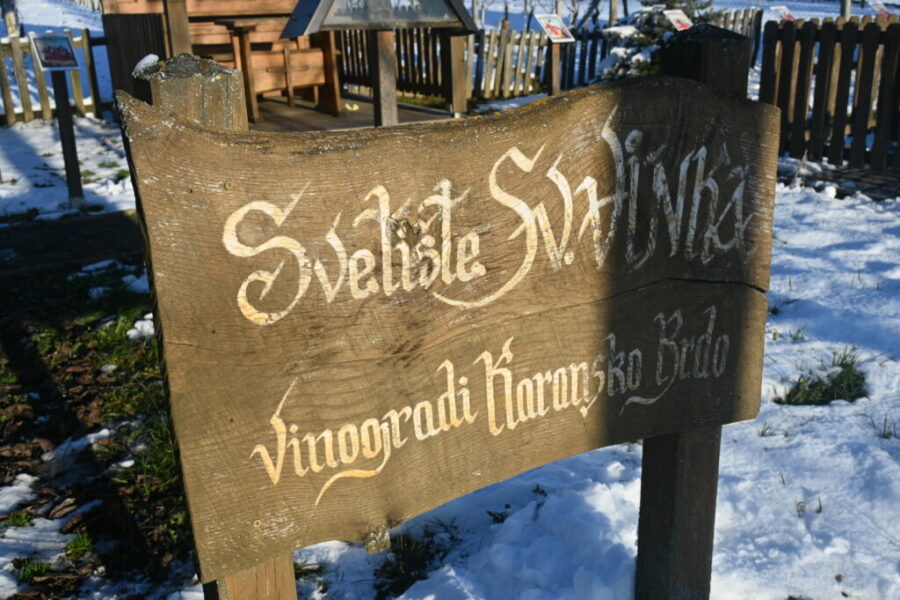 Svetište Sv. Vinka
Vinogradi Karansko Brdo